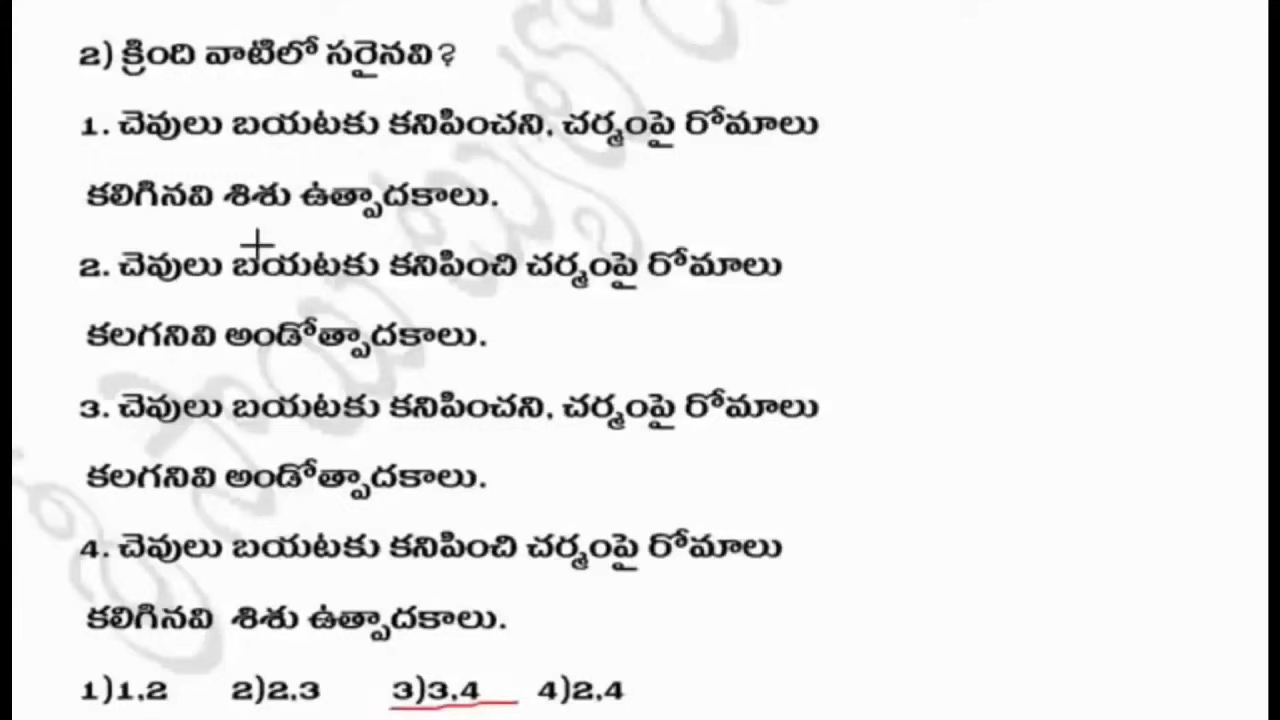 2) క్రింది వాటిలో సరైనవి?
1. చెవులు బయటకు కనిపించని, చర్మంపై రోమాలు
కలిగినవి శిశు ఉత్పాదకాలు.
2. చెవులు బయటకు కనిపించి చర్మంపై రోమాలు
కలగనివి అండోత్పాదకాలు.
3. చెవులు బయటకు కనిపించని, చర్మంపై రోమాలు
కలగనివి అండోత్పాదకాలు.
4. చెవులు బయటకు కనిపించి చర్మంపై రోమాలు
కలిగినవి శిశు ఉత్పాదకాలు.
1)1,2 2)2,3 3)3,4 4)2,4